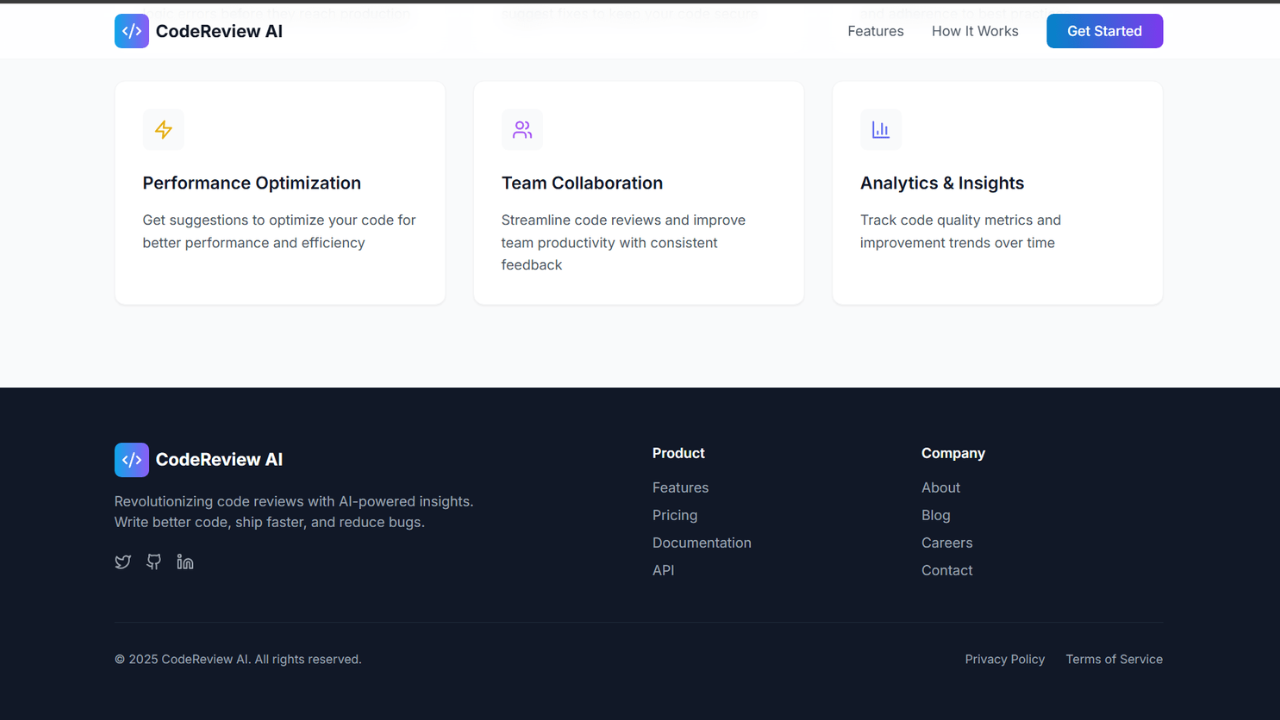 CodeReview AI
Features
How It Works
Get Started
Performance Optimization
Get suggestions to optimize your code for
better performance and efficiency
Team Collaboration
Streamline code reviews and improve
team productivity with consistent
feedback
Analytics & Insights
Track code quality metrics and
improvement trends over time
CodeReview AI
Revolutionizing code reviews with AI-powered insights.
Write better code, ship faster, and reduce bugs.
Product
Features
Pricing
Documentation
API
Company
About
Blog
Careers
Contact
© 2025 CodeReview AI. All rights reserved.
Privacy Policy
Terms of Service